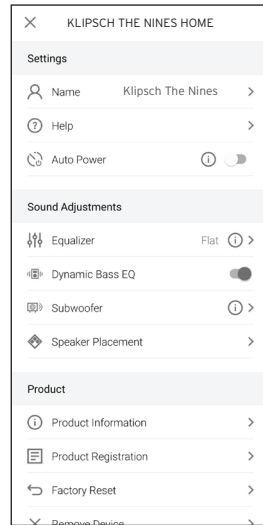 KLIPSCH THE NINES HOME
Settings
Name Klipsch The Nines
Help
Auto Power
Sound Adjustments
Equalizer Flat
Dynamic Bass EQ
Subwoofer
Speaker Placement
Product
Product Information
Product Registration
Factory Reset
Remove Device